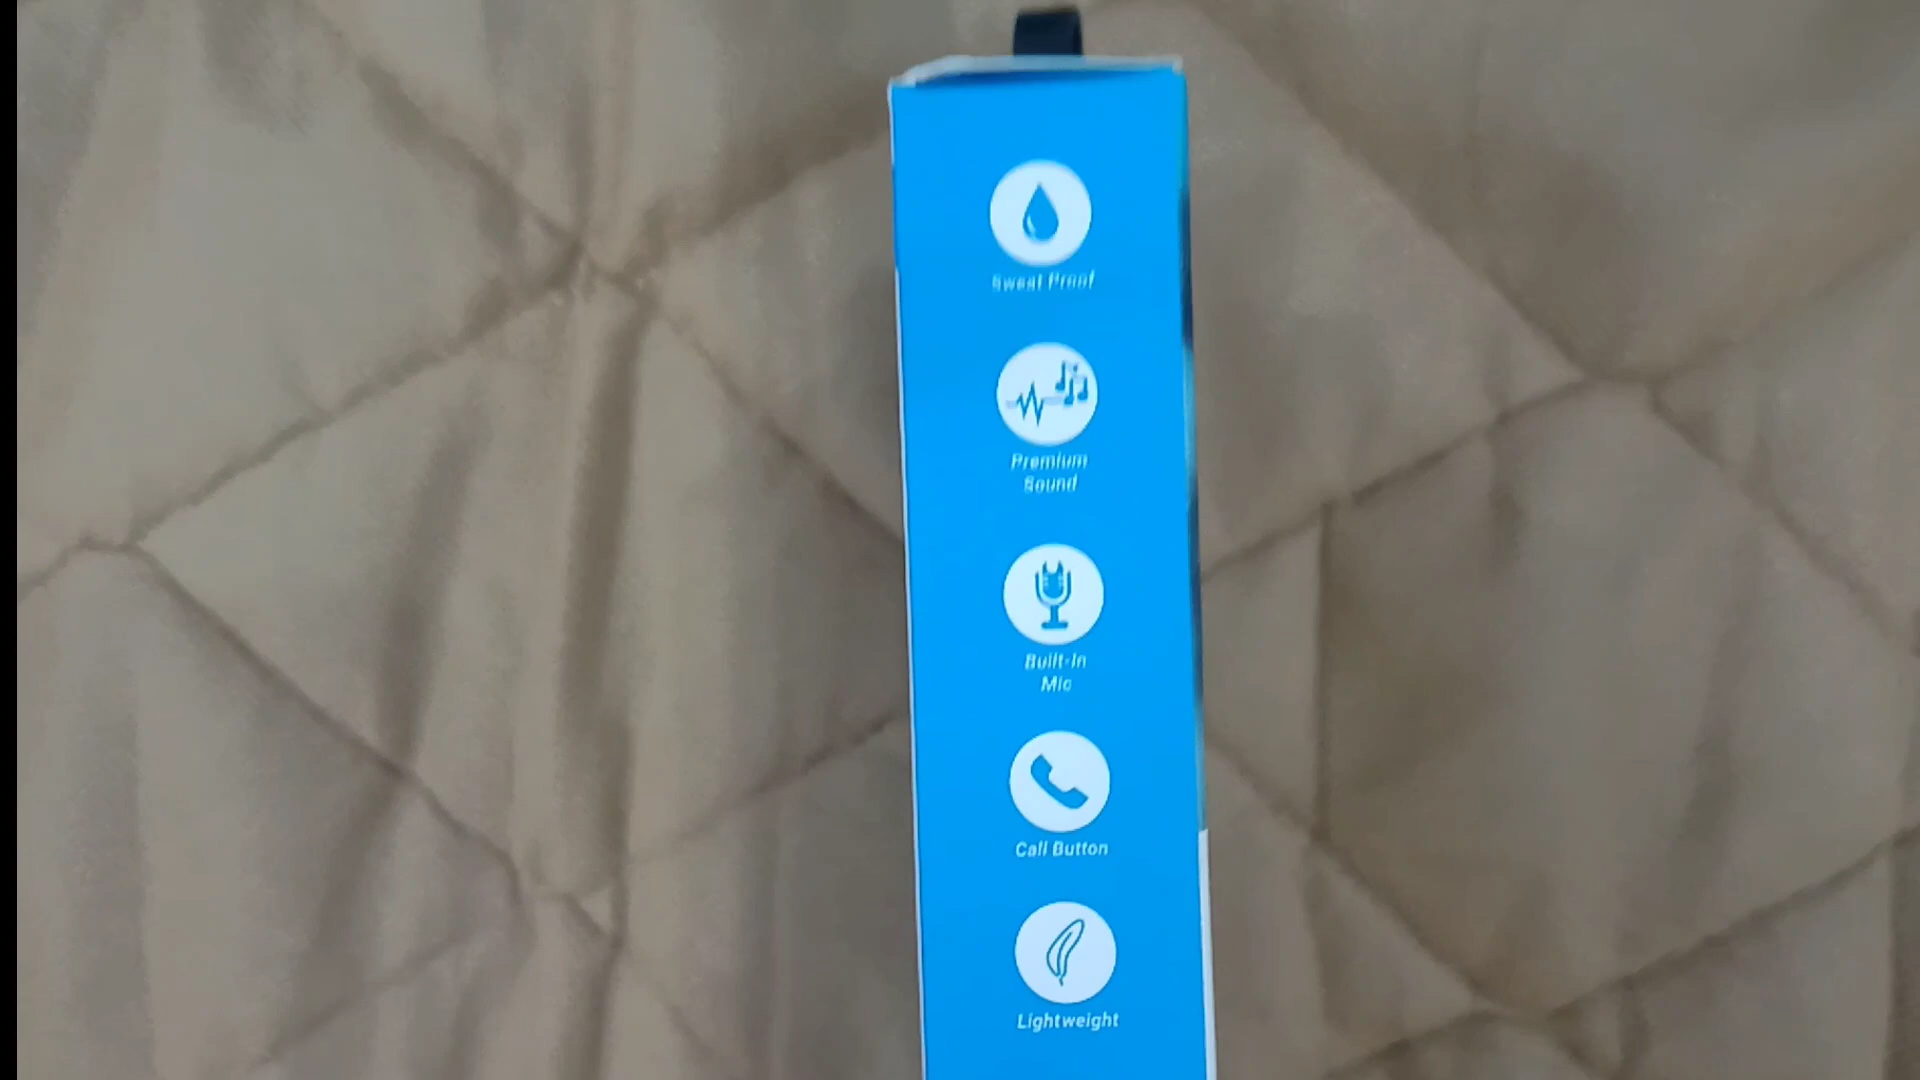 Sweat Proof
Premium
Sound
Built-In
Mic
Call Button
Lightweight